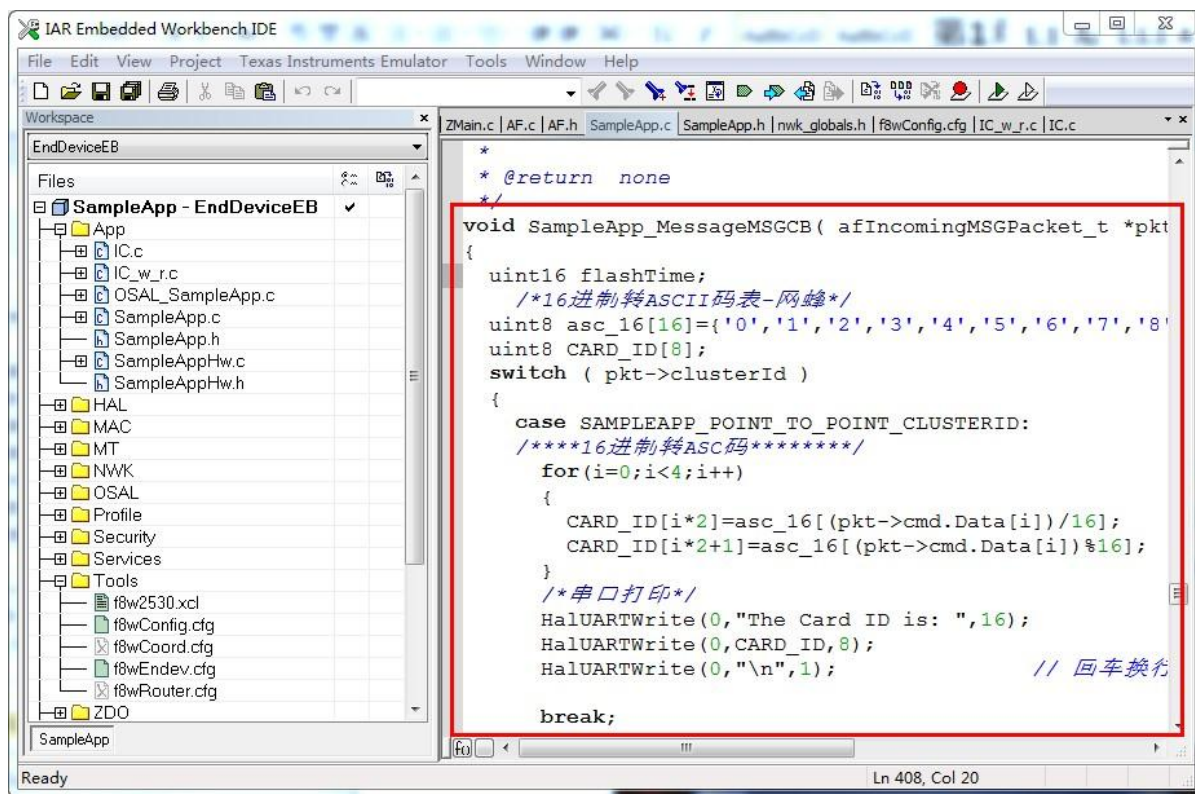 IAR Embedded Workbench IDE
File Edit View Project Texas Instruments Emulator Tools Window Help
Workspace
EndDeviceEB
Files
SampleApp - EndDeviceEB
App
IC.c
IC_w_r.c
OSAL_SampleApp.c
SampleApp.c
SampleApp.h
SampleAppHw.c
SampleAppHw.h
HAL
MAC
MT
NWK
OSAL
Profile
Security
Services
Tools
f8w2530.xcl
f8wConfig.cfg
f8wCoord.cfg
f8wEndev.cfg
f8wRouter.cfg
ZDO
SampleApp
ZMain.c | AF.c | AF.h SampleApp.c SampleApp.h | nwk_globals.h | f8wConfig.cfg | IC_w_r.c | IC.c
*
* @return none
*/
void SampleApp_MessageMSGCB( afIncomingMSGPacket_t *pkt
{
uint16 flashTime;
/*16进制转ASCII码表-网蜂*/
uint8 asc_16[16]={'0','1','2','3','4','5','6','7','8'
uint8 CARD_ID[8];
switch ( pkt->clusterId )
{
case SAMPLEAPP_POINT_TO_POINT_CLUSTERID:
/****16进制转ASC码********/
for(i=0;i<4;i++)
{
CARD_ID[i*2]=asc_16[(pkt->cmd.Data[i])/16];
CARD_ID[i*2+1]=asc_16[(pkt->cmd.Data[i])%16];
}
/*串口打印*/
HalUARTWrite(0,"The Card ID is: ",16);
HalUARTWrite(0,CARD_ID,8);
HalUARTWrite(0,"\n",1); // 回车换行
break;
Ready
Ln 408, Col 20